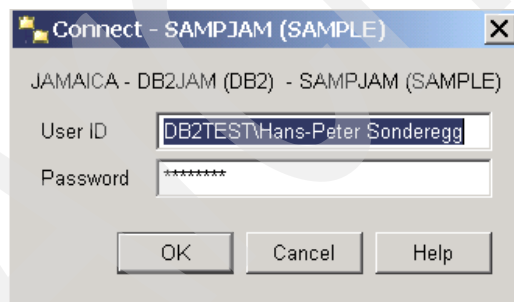 Connect - SAMPJAM (SAMPLE)
JAMAICA - DB2JAM (DB2) - SAMPJAM (SAMPLE)
User ID DB2TEST\Hans-Peter Sonderegg
Password ********
OK Cancel Help